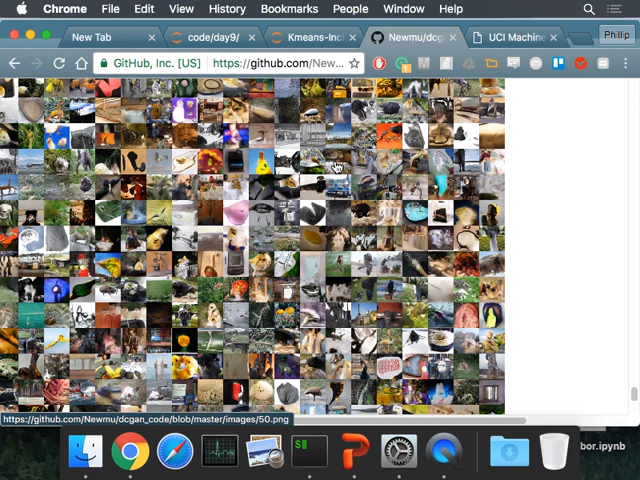 Chrome File Edit View History Bookmarks People Window Help
New Tab code/day9/ Kmeans-Incl Newmu/dcg UCI Machine Philip
GitHub, Inc. [US] https://github.com/New...
https://github.com/Newmu/dcgan_code/blob/master/images/50.png
bor.ipynb